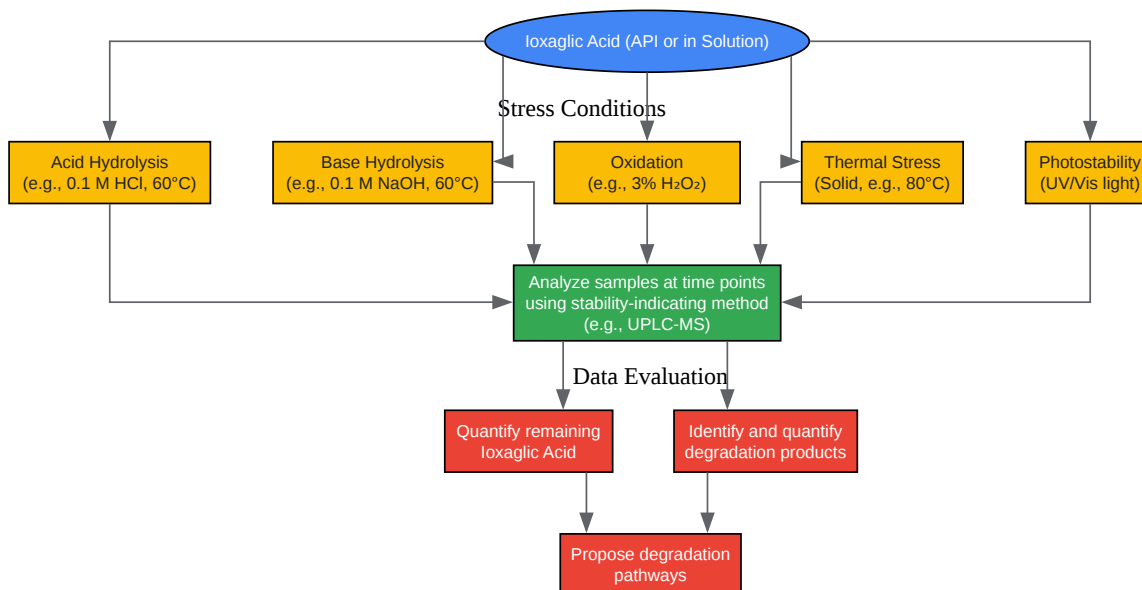 Ioxaglic Acid (API or in Solution)
Stress Conditions
Acid Hydrolysis
(e.g., 0.1 M HCl, 60°C)
Base Hydrolysis
(e.g., 0.1 M NaOH, 60°C)
Oxidation
(e.g., 3% H₂O₂)
Thermal Stress
(Solid, e.g., 80°C)
Photostability
(UV/Vis light)
Analyze samples at time points
using stability-indicating method
(e.g., UPLC-MS)
Data Evaluation
Quantify remaining
Ioxaglic Acid
Identify and quantify
degradation products
Propose degradation
pathways